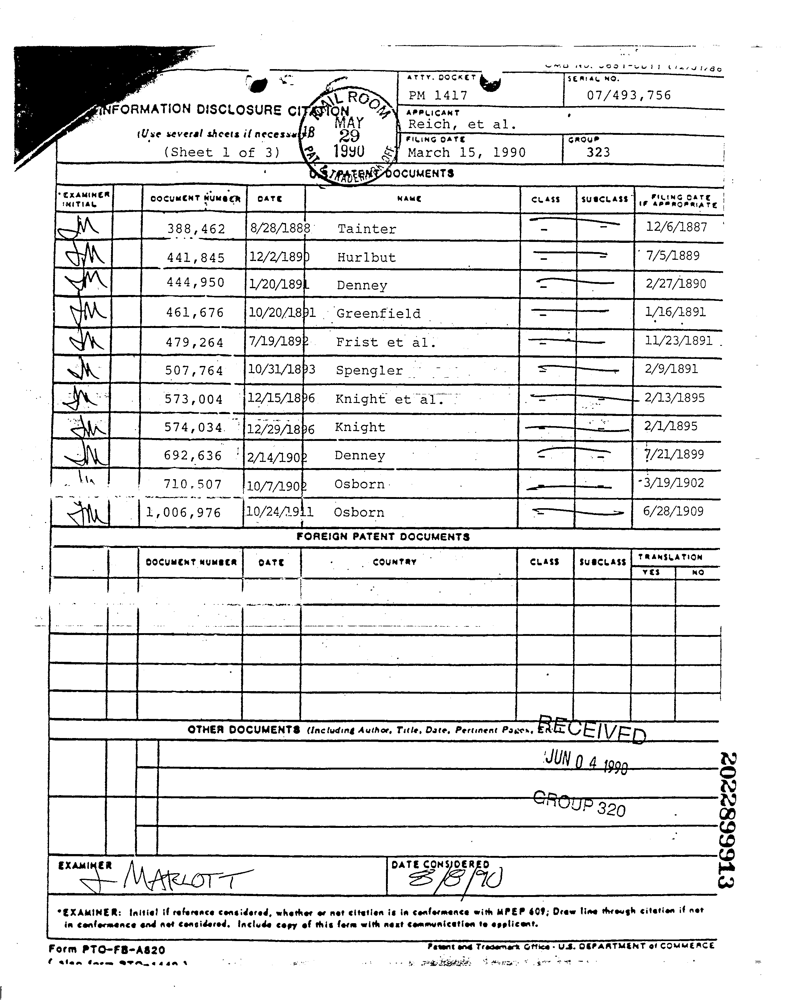 ATTY. DOCKET
PM 1417
SERIAL NO.
07/493,756
INFORMATION DISCLOSURE CITATION
(Use several sheets if necessary)
(Sheet 1 of 3)
MAIL ROOM
MAY
29
1990
PAT. & TRADEMARK OFF
APPLICANT
Reich, et al.
FILING DATE
March 15, 1990
GROUP
323
U.S. PATENT DOCUMENTS
*EXAMINER INITIAL DOCUMENT NUMBER DATE NAME CLASS SUBCLASS FILING DATE IF APPROPRIATE
JM 388,462 8/28/1888 Tainter - - 12/6/1887
JM 441,845 12/2/1890 Hurlbut - - 7/5/1889
JM 444,950 1/20/1891 Denney - - 2/27/1890
JM 461,676 10/20/1891 Greenfield - - 1/16/1891
JM 479,264 7/19/1892 Frist et al. - - 11/23/1891
JM 507,764 10/31/1893 Spengler - - 2/9/1891
JM 573,004 12/15/1896 Knight et al. - - 2/13/1895
JM 574,034 12/29/1896 Knight - - 2/1/1895
JM 692,636 2/14/1902 Denney - - 7/21/1899
710,507 10/7/1902 Osborn - - 3/19/1902
JM 1,006,976 10/24/1911 Osborn - - 6/28/1909
FOREIGN PATENT DOCUMENTS
DOCUMENT NUMBER DATE COUNTRY CLASS SUBCLASS TRANSLATION
YES NO
OTHER DOCUMENTS (Including Author, Title, Date, Pertinent Pages, Etc.)
RECEIVED
JUN 04 1990
GROUP 320
2022899913
EXAMINER
J MARLOTT
DATE CONSIDERED
8/8/90
*EXAMINER: Initial if reference considered, whether or not citation is in conformance with MPEP 609; Draw line through citation if not
in conformance and not considered. Include copy of this form with next communication to applicant.
Form PTO-FB-A820
Patent and Trademark Office - U.S. DEPARTMENT of COMMERCE